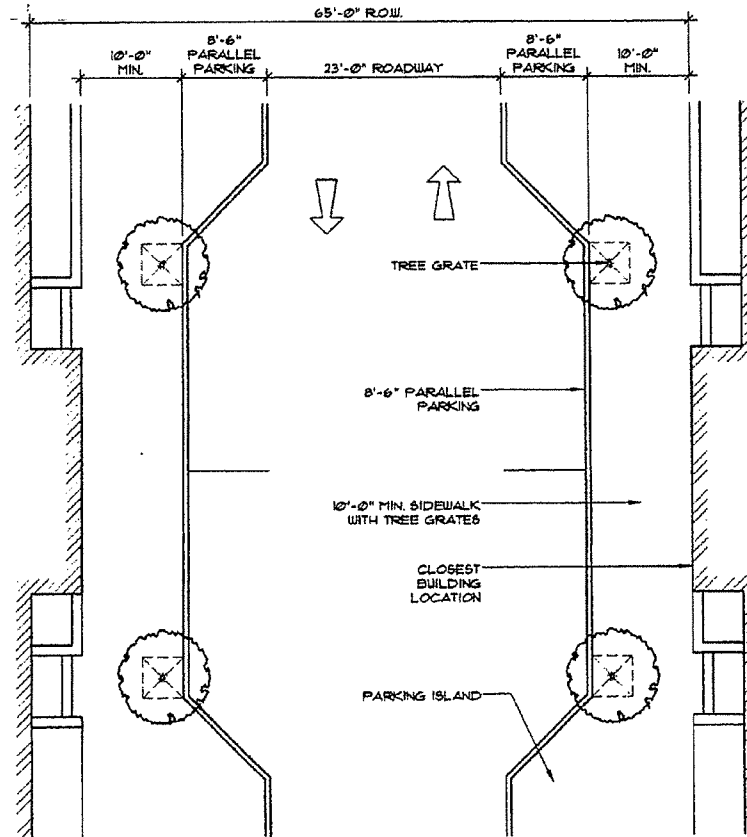 65'-0" R.O.W.
10'-0"
MIN.
8'-6"
PARALLEL
PARKING
23'-0" ROADWAY
8'-6"
PARALLEL
PARKING
10'-0"
MIN.
TREE GRATE
8'-6" PARALLEL
PARKING
10'-0" MIN. SIDEWALK
WITH TREE GRATES
CLOSEST
BUILDING
LOCATION
PARKING ISLAND